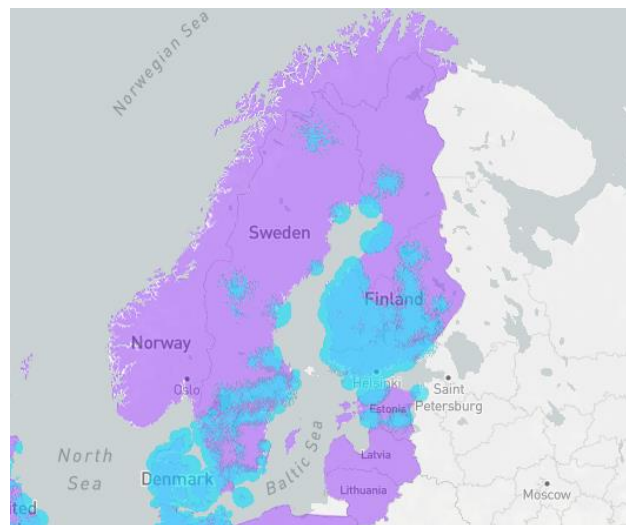 Norwegian Sea
Sweden
Finland
Norway
Oslo
Helsinki
Saint
Petersburg
Estonia
North
Sea
Baltic Sea
Latvia
Denmark
Lithuania
Moscow
ted